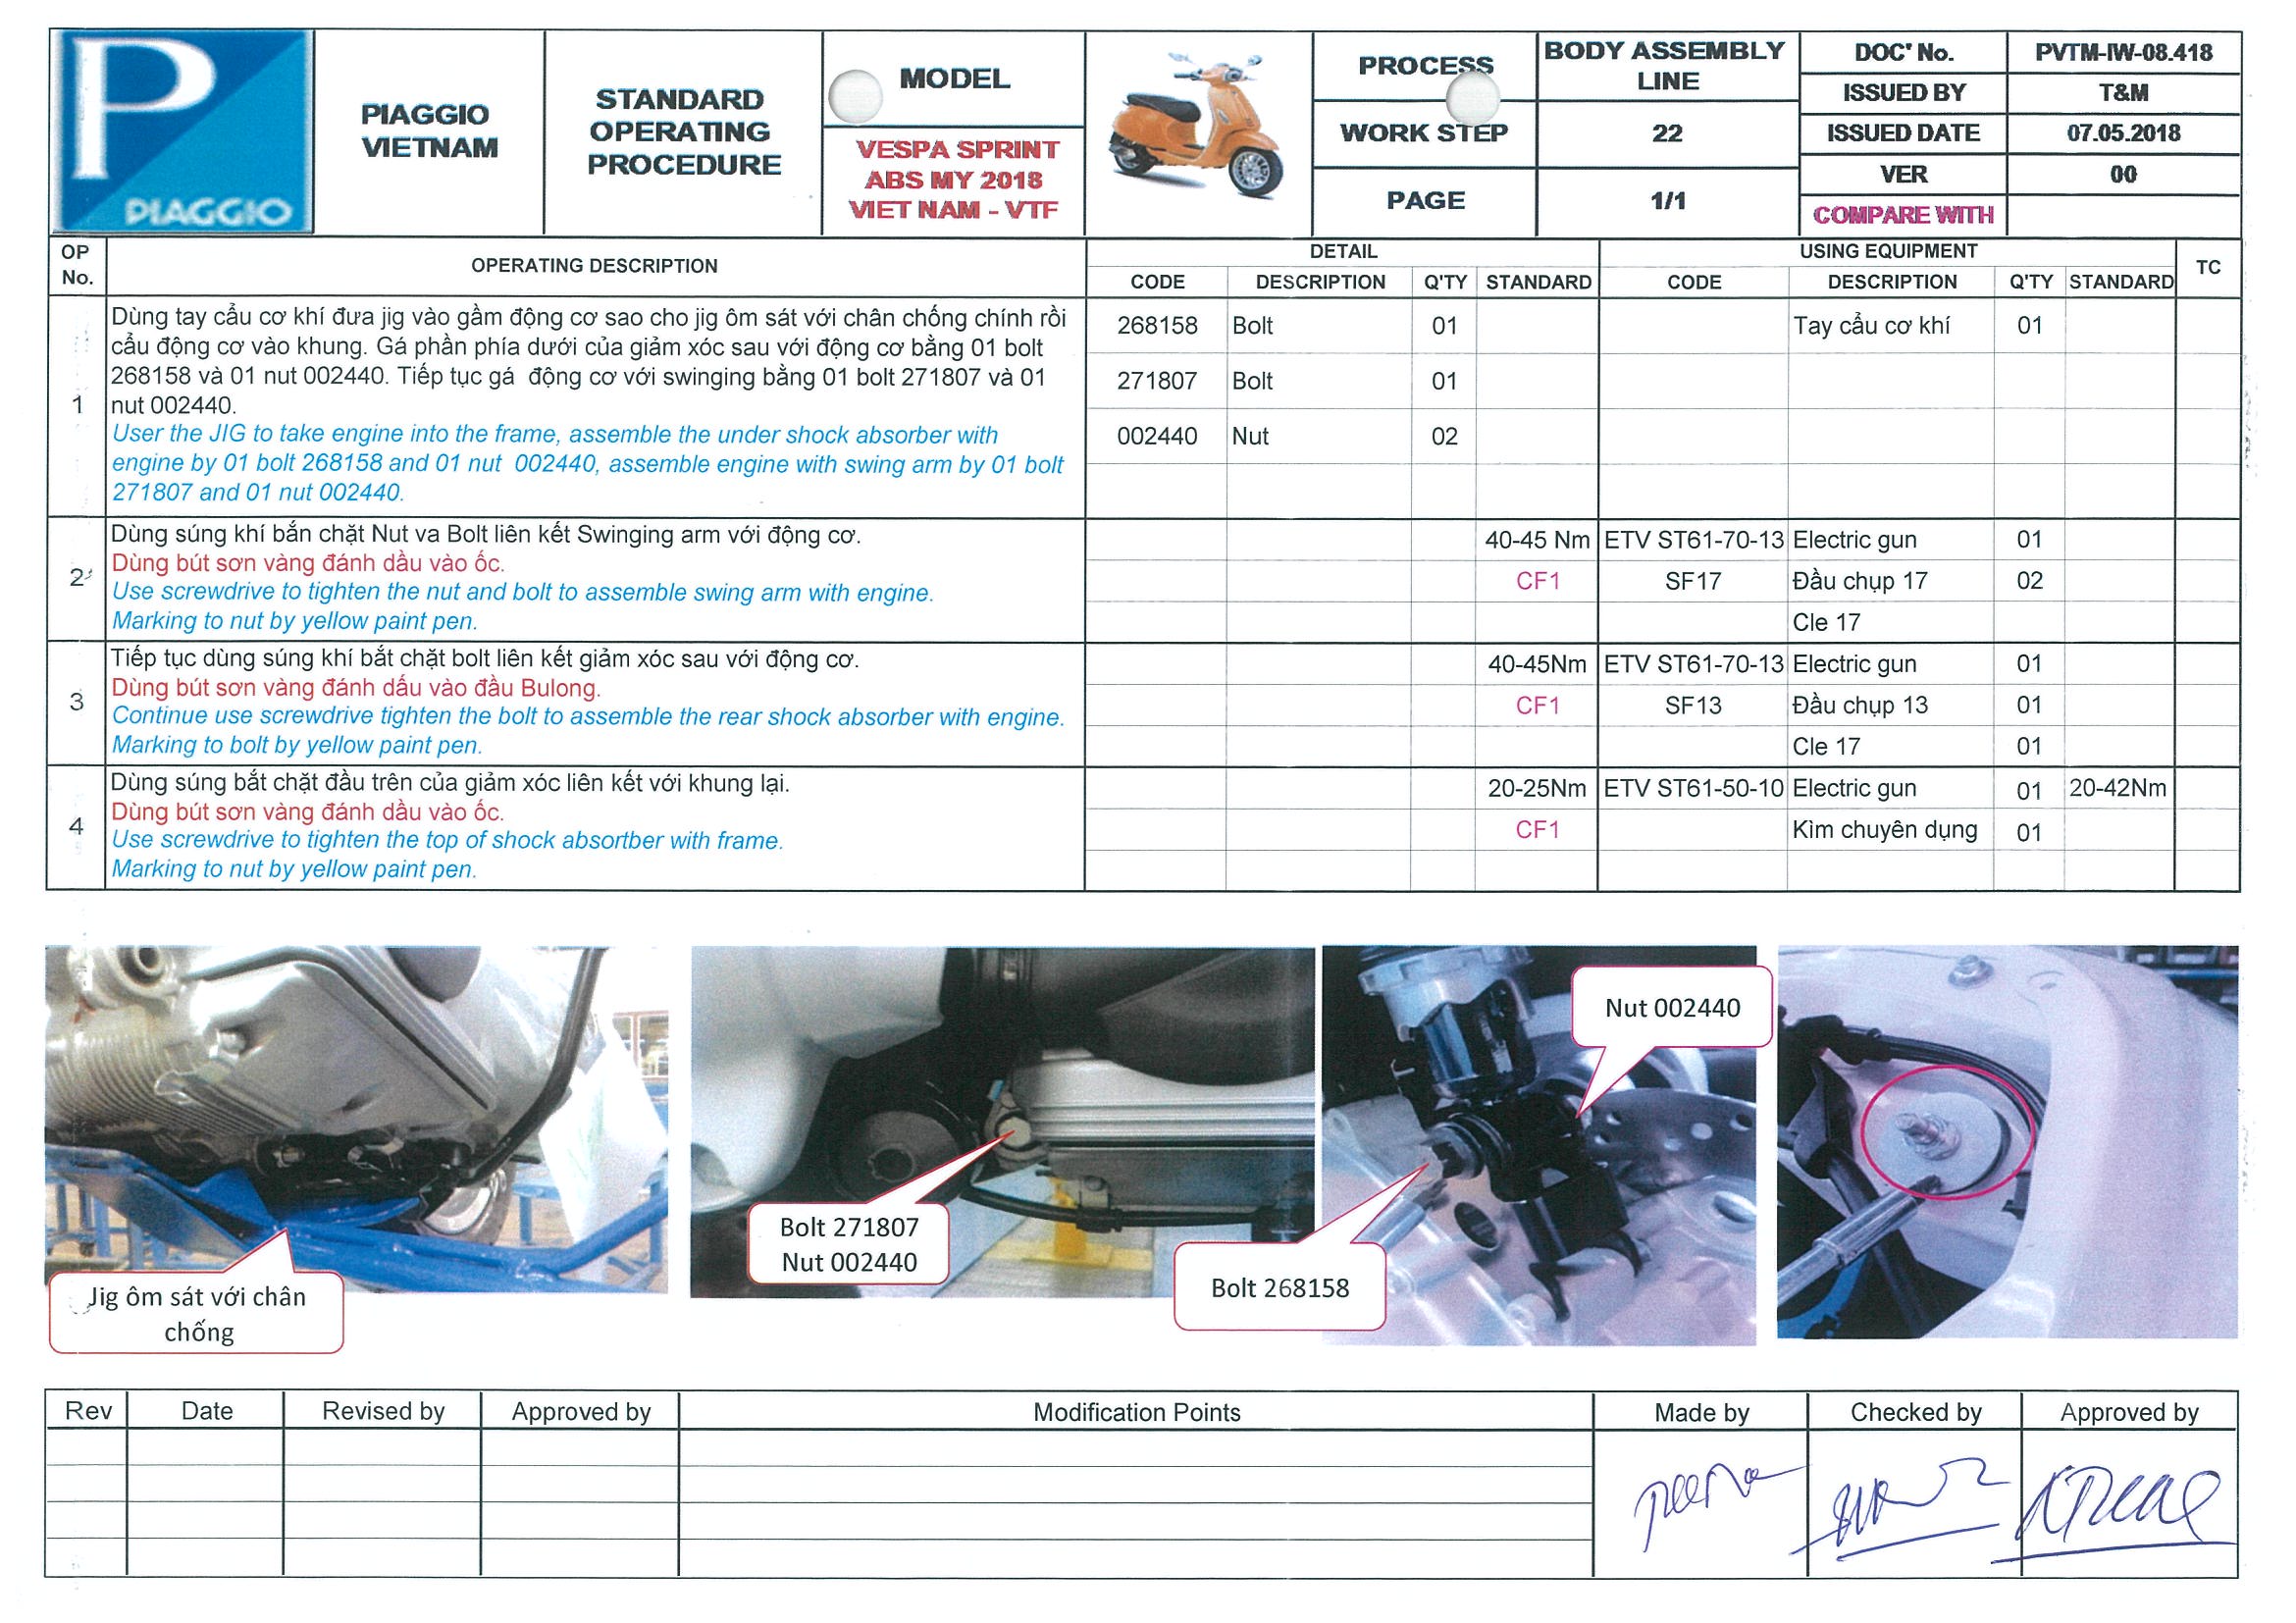 PIAGGIO
PIAGGIO
VIETNAM
STANDARD
OPERATING
PROCEDURE
MODEL
VESPA SPRINT
ABS MY 2018
VIET NAM - VTF
PROCESS
BODY ASSEMBLY
LINE
WORK STEP
22
PAGE
1/1
DOC' No.
PVTM-IW-08.418
ISSUED BY
T&M
ISSUED DATE
07.05.2018
VER
00
COMPARE WITH
OP
No.
OPERATING DESCRIPTION
DETAIL
USING EQUIPMENT
TC
CODE DESCRIPTION Q'TY STANDARD CODE DESCRIPTION Q'TY STANDARD
1
Dùng tay cẩu cơ khí đưa jig vào gầm động cơ sao cho jig ôm sát với chân chống chính rồi
cẩu động cơ vào khung. Gá phần phía dưới của giảm xóc sau với động cơ bằng 01 bolt
268158 và 01 nut 002440. Tiếp tục gá động cơ với swinging bằng 01 bolt 271807 và 01
nut 002440.
User the JIG to take engine into the frame, assemble the under shock absorber with
engine by 01 bolt 268158 and 01 nut 002440, assemble engine with swing arm by 01 bolt
271807 and 01 nut 002440.
268158 Bolt 01 Tay cẩu cơ khí 01
271807 Bolt 01
002440 Nut 02
2
Dùng súng khí bắn chặt Nut va Bolt liên kết Swinging arm với động cơ.
Dùng bút sơn vàng đánh dầu vào ốc.
Use screwdrive to tighten the nut and bolt to assemble swing arm with engine.
Marking to nut by yellow paint pen.
40-45 Nm ETV ST61-70-13 Electric gun 01
CF1 SF17 Đầu chụp 17 02
Cle 17
3
Tiếp tục dùng súng khí bắt chặt bolt liên kết giảm xóc sau với động cơ.
Dùng bút sơn vàng đánh dấu vào đầu Bulong.
Continue use screwdrive tighten the bolt to assemble the rear shock absorber with engine.
Marking to bolt by yellow paint pen.
40-45Nm ETV ST61-70-13 Electric gun 01
CF1 SF13 Đầu chụp 13 01
Cle 17 01
4
Dùng súng bắt chặt đầu trên của giảm xóc liên kết với khung lại.
Dùng bút sơn vàng đánh dầu vào ốc.
Use screwdrive to tighten the top of shock absortber with frame.
Marking to nut by yellow paint pen.
20-25Nm ETV ST61-50-10 Electric gun 01 20-42Nm
CF1 Kìm chuyên dụng 01
Nut 002440
Bolt 271807
Nut 002440
Bolt 268158
Jig ôm sát với chân
chống
Rev Date Revised by Approved by Modification Points Made by Checked by Approved by